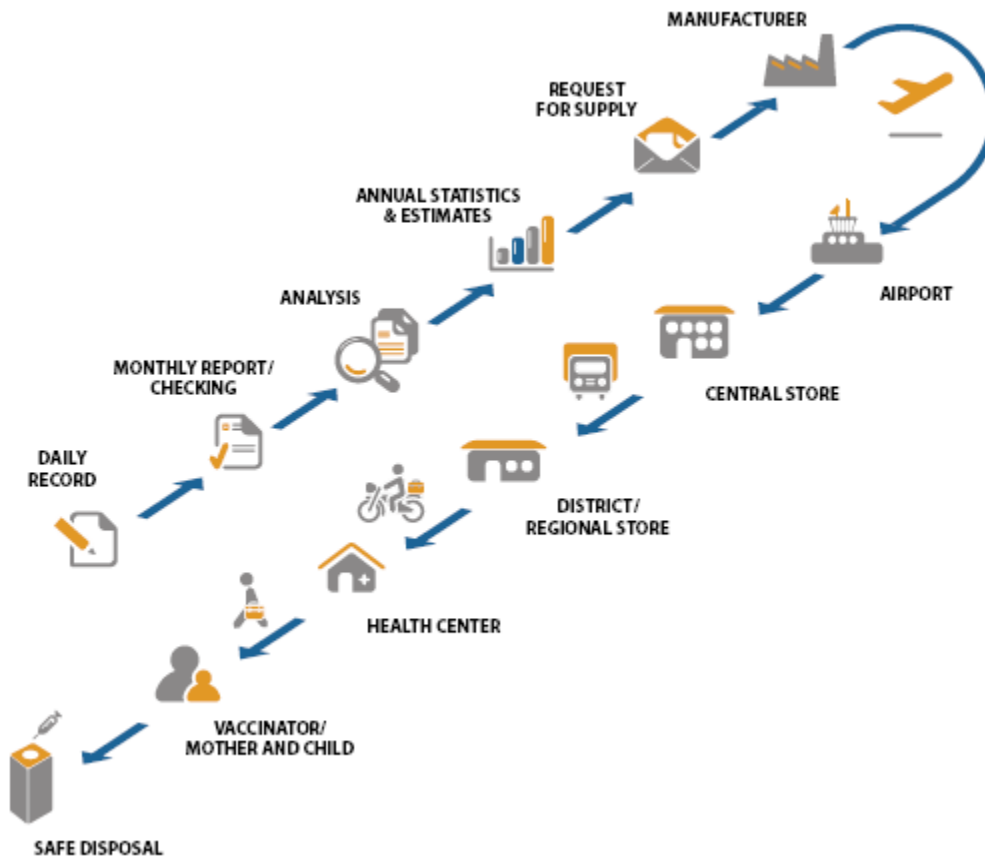 MANUFACTURER
REQUEST
FOR SUPPLY
ANNUAL STATISTICS
& ESTIMATES
ANALYSIS
MONTHLY REPORT/
CHECKING
DAILY
RECORD
AIRPORT
CENTRAL STORE
DISTRICT/
REGIONAL STORE
HEALTH CENTER
VACCINATOR/
MOTHER AND CHILD
SAFE DISPOSAL